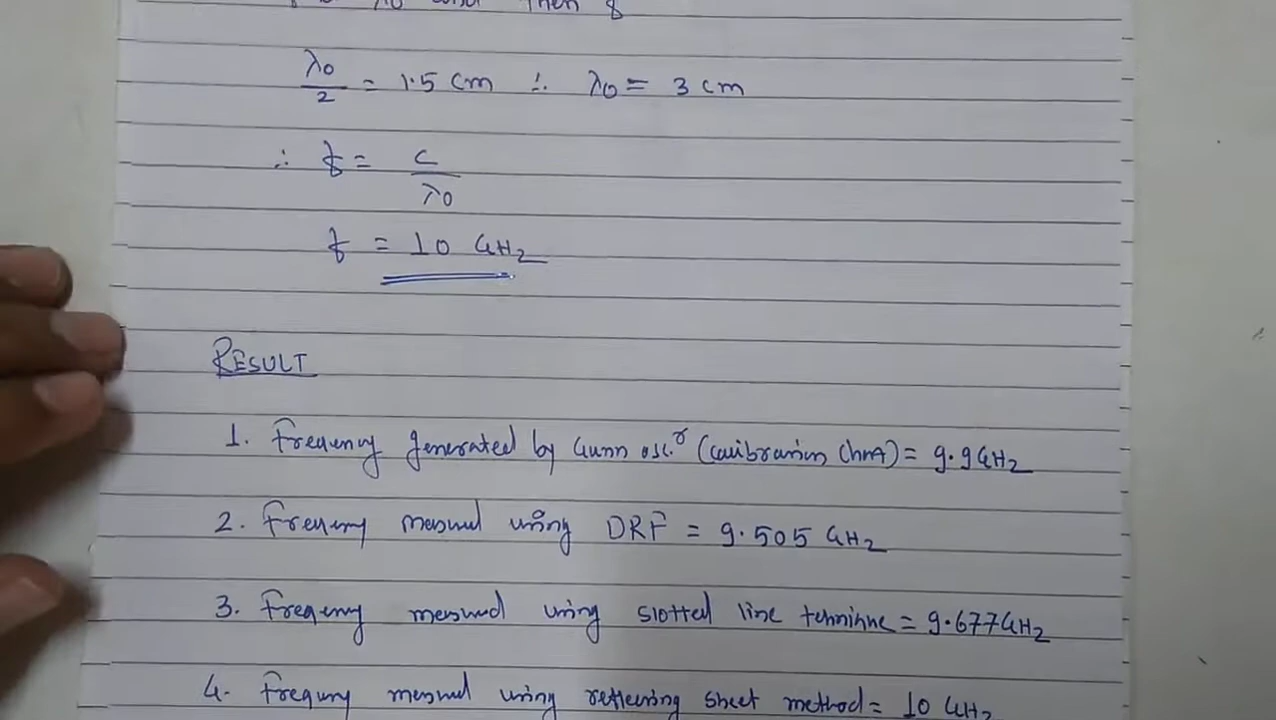 then
λ0/2 = 1.5 cm ∴ λ0 = 3 cm
∴ f = c/λ0
f = 10 GHz
RESULT
1. Frequency generated by Gunn oscr (calibration chart) = 9.9 GHz
2. Frequency measured using DRF = 9.505 GHz
3. Frequency measured using slotted line technique = 9.677 GHz
4. Frequency measured using reflecting sheet method = 10 GHz